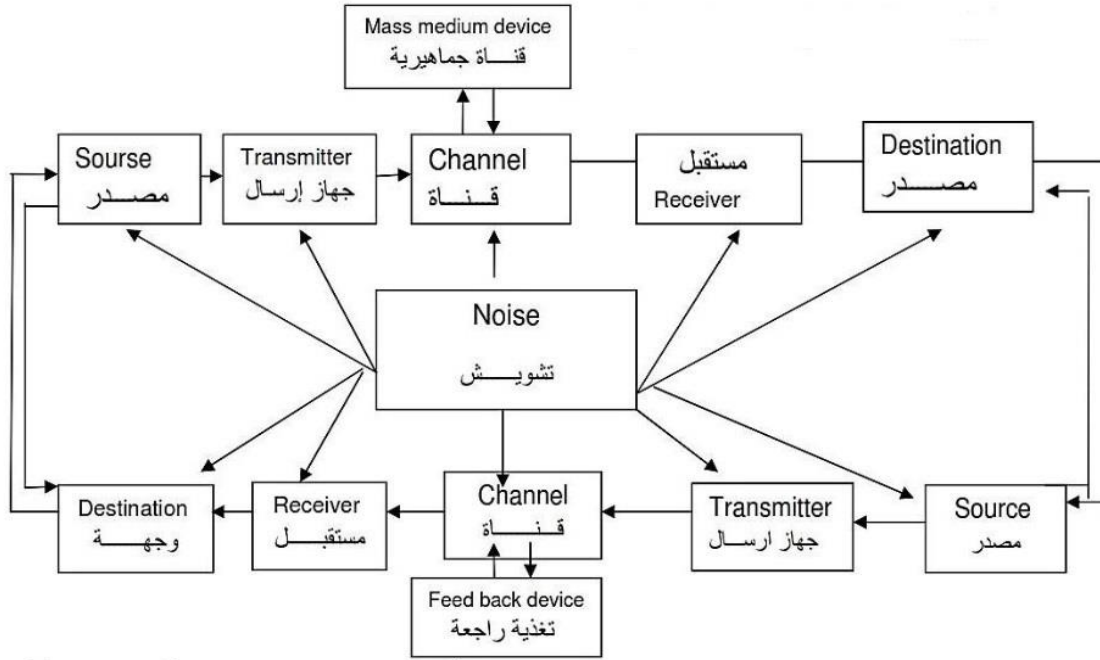 Mass medium device
قناة جماهيرية
Sourse
مصدر
Transmitter
جهاز إرسال
Channel
قناة
مستقبل
Receiver
Destination
مصدر
Noise
تشويش
Destination
وجهة
Receiver
مستقبل
Channel
قناة
Transmitter
جهاز ارسال
Source
مصدر
Feed back device
تغذية راجعة